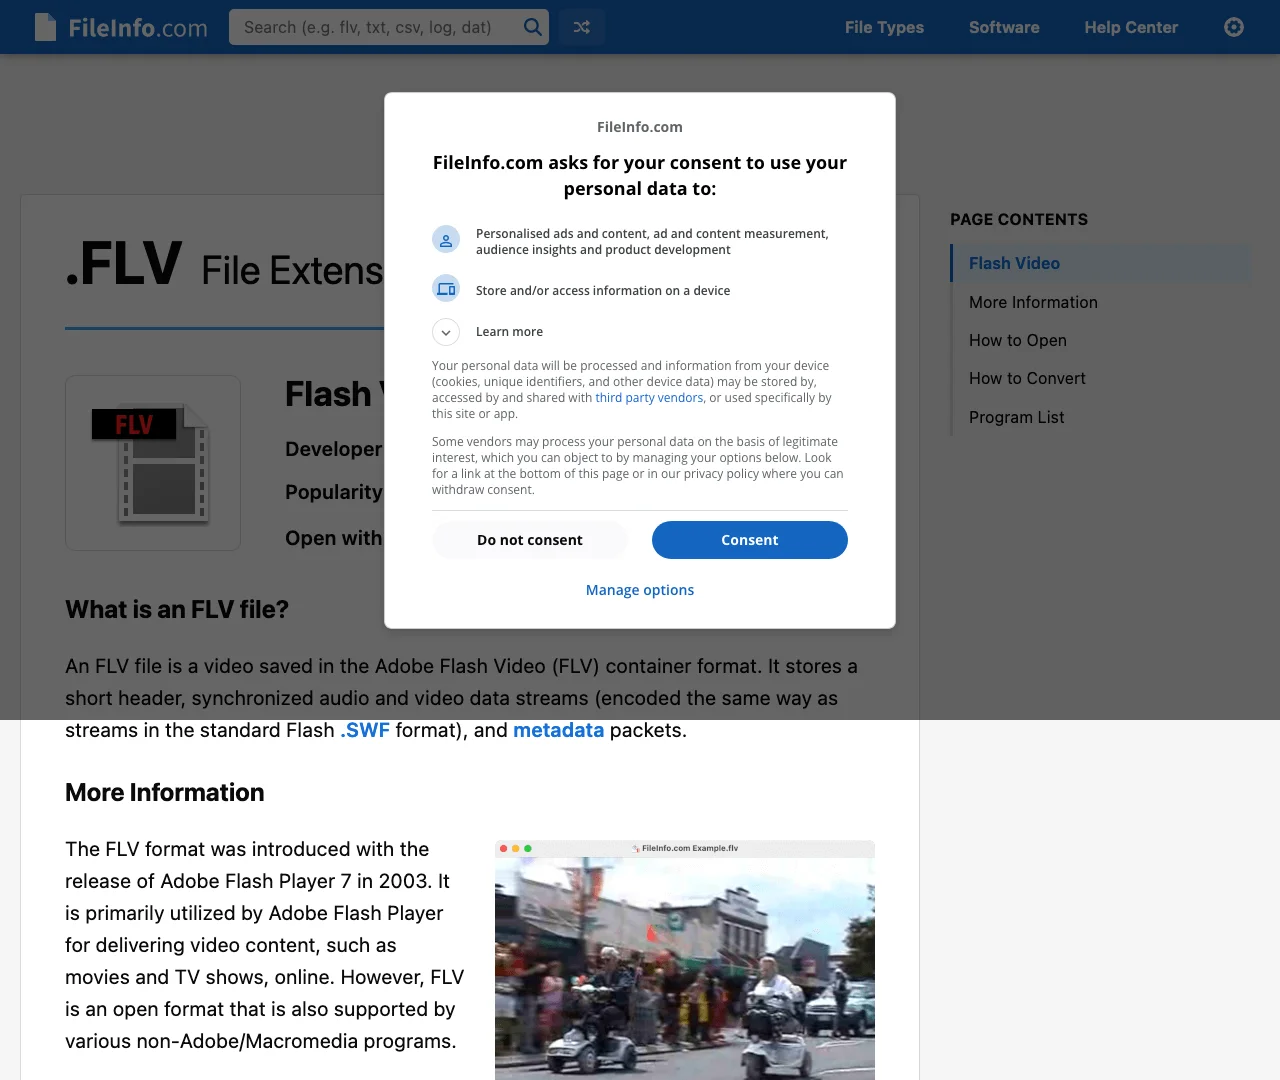 FileInfo.com
Search (e.g. flv, txt, csv, log, dat)
File Types
Software
Help Center
FileInfo.com
FileInfo.com asks for your consent to use your
personal data to:
Personalised ads and content, ad and content measurement,
audience insights and product development
Store and/or access information on a device
Learn more
Your personal data will be processed and information from your device
(cookies, unique identifiers, and other device data) may be stored by,
accessed by and shared with third party vendors, or used specifically by
this site or app.
Some vendors may process your personal data on the basis of legitimate
interest, which you can object to by managing your options below. Look
for a link at the bottom of this page or in our privacy policy where you can
withdraw consent.
Do not consent
Consent
Manage options
.FLV File Extens
FLV
Flash
Developer
Popularity
Open with
What is an FLV file?
An FLV file is a video saved in the Adobe Flash Video (FLV) container format. It stores a
short header, synchronized audio and video data streams (encoded the same way as
streams in the standard Flash .SWF format), and metadata packets.
More Information
The FLV format was introduced with the
release of Adobe Flash Player 7 in 2003. It
is primarily utilized by Adobe Flash Player
for delivering video content, such as
movies and TV shows, online. However, FLV
is an open format that is also supported by
various non-Adobe/Macromedia programs.
FileInfo.com Example.flv
PAGE CONTENTS
Flash Video
More Information
How to Open
How to Convert
Program List